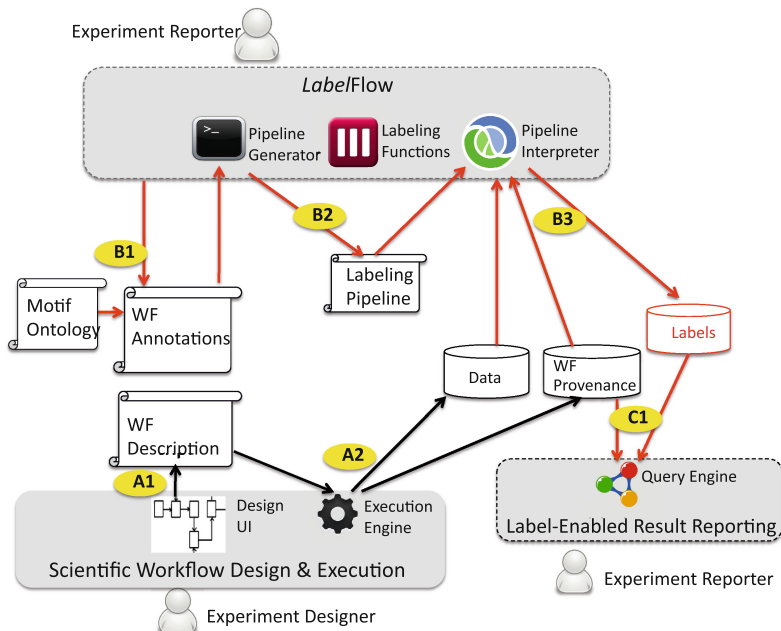 Experiment Reporter
LabelFlow
>_
Pipeline
Generator
Labeling
Functions
Pipeline
Interpreter
B1
B2
B3
Motif
Ontology
WF
Annotations
Labeling
Pipeline
Labels
Data
WF
Provenance
WF
Description
A1
A2
C1
Design
UI
Execution
Engine
Query Engine
Label-Enabled Result Reporting
Scientific Workflow Design & Execution
Experiment Reporter
Experiment Designer